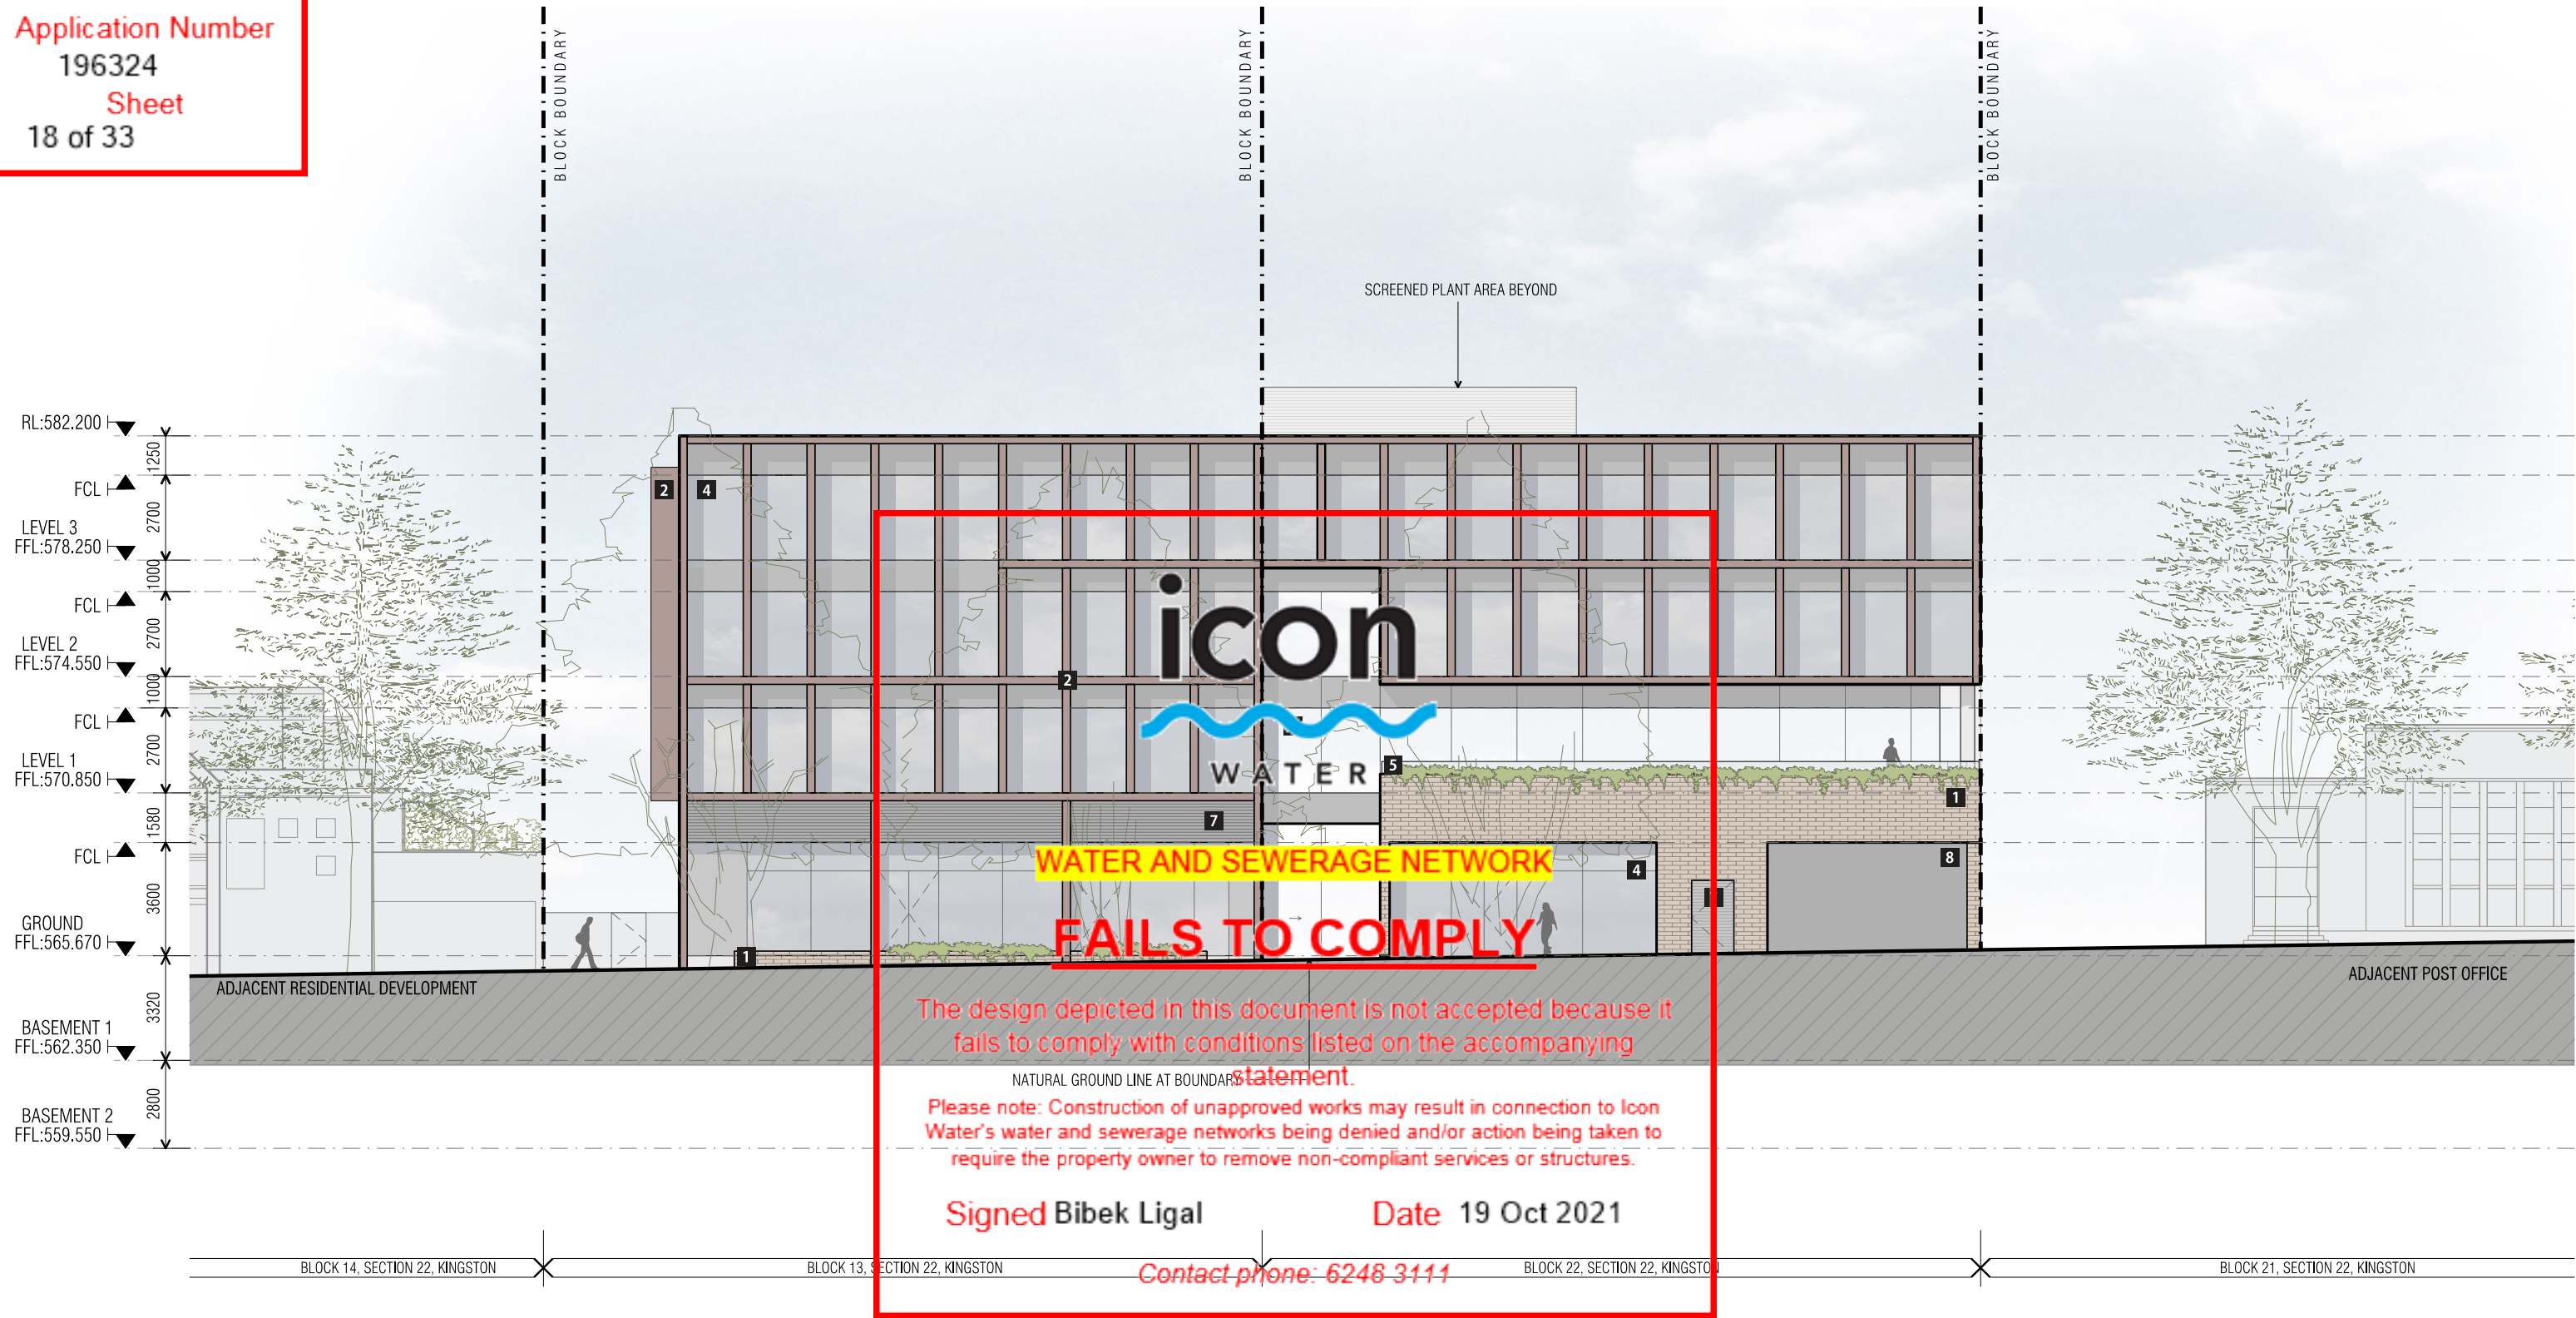 Application Number
196324
Sheet
18 of 33
BLOCK BOUNDARY
BLOCK BOUNDARY
BLOCK BOUNDARY
SCREENED PLANT AREA BEYOND
RL:582.200
1250
FCL
2700
LEVEL 3
FFL:578.250
1000
FCL
2700
LEVEL 2
FFL:574.550
1000
FCL
2700
LEVEL 1
FFL:570.850
1580
FCL
3600
GROUND
FFL:565.670
3320
BASEMENT 1
FFL:562.350
2800
BASEMENT 2
FFL:559.550
2 4
2
5
1
7
4
8
1
icon
WATER
WATER AND SEWERAGE NETWORK
FAILS TO COMPLY
The design depicted in this document is not accepted because it
fails to comply with conditions listed on the accompanying
statement.
Please note: Construction of unapproved works may result in connection to Icon
Water's water and sewerage networks being denied and/or action being taken to
require the property owner to remove non-compliant services or structures.
Signed Bibek Ligal Date 19 Oct 2021
Contact phone: 6248 3111
ADJACENT RESIDENTIAL DEVELOPMENT
ADJACENT POST OFFICE
NATURAL GROUND LINE AT BOUNDARY
BLOCK 14, SECTION 22, KINGSTON
BLOCK 13, SECTION 22, KINGSTON
BLOCK 22, SECTION 22, KINGSTON
BLOCK 21, SECTION 22, KINGSTON